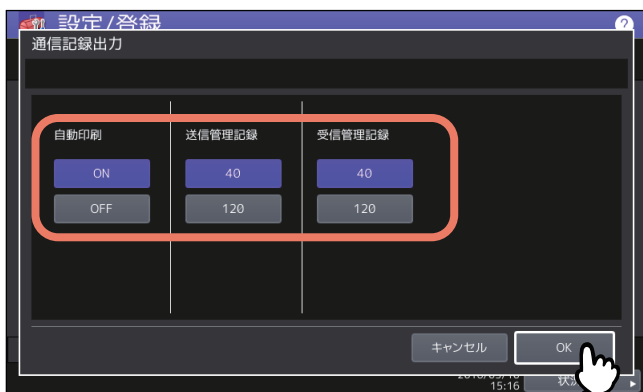 設定/登録
?
通信記録出力
自動印刷 送信管理記録 受信管理記録
ON 40 40
OFF 120 120
キャンセル OK
15:16